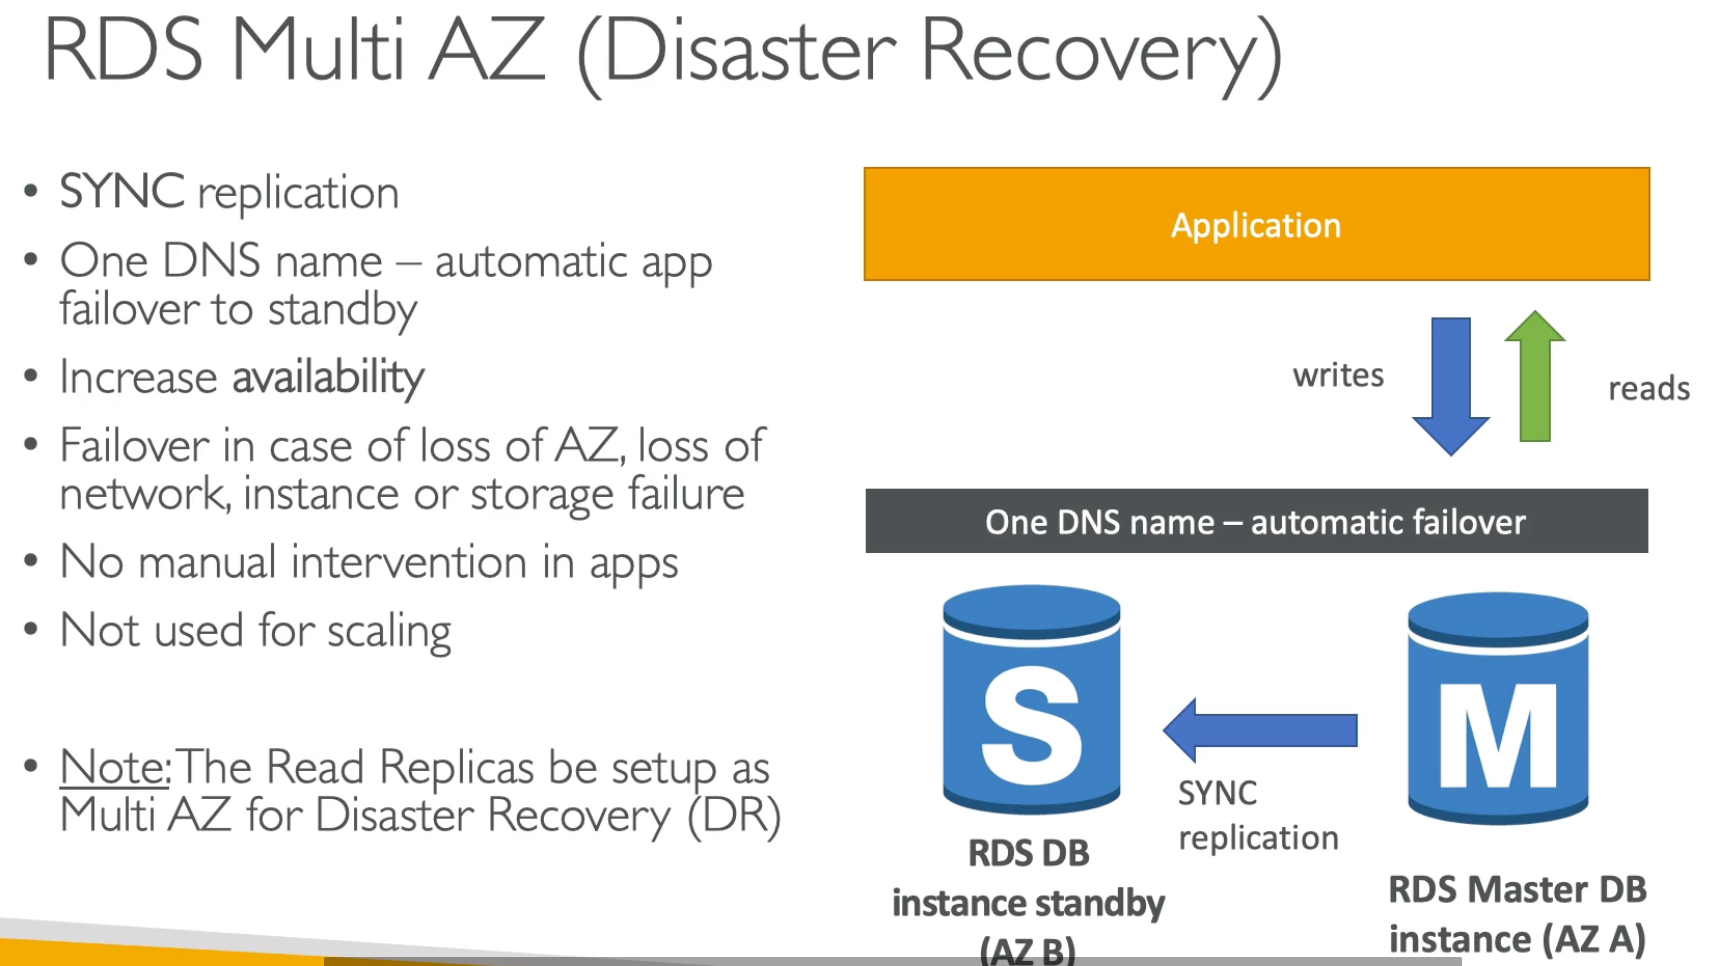 RDS Multi AZ (Disaster Recovery)
• SYNC replication
• One DNS name – automatic app
failover to standby
• Increase availability
• Failover in case of loss of AZ, loss of
network, instance or storage failure
• No manual intervention in apps
• Not used for scaling
• Note: The Read Replicas be setup as
Multi AZ for Disaster Recovery (DR)
Application
writes
reads
One DNS name – automatic failover
S
M
SYNC
replication
RDS DB
instance standby
(AZ B)
RDS Master DB
instance (AZ A)